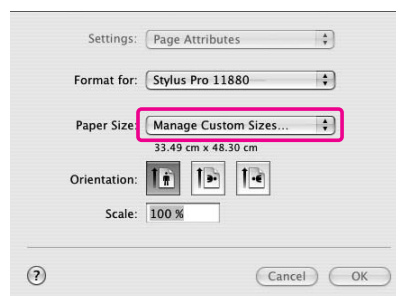 Settings: Page Attributes
Format for: Stylus Pro 11880
Paper Size: Manage Custom Sizes...
33.49 cm x 48.30 cm
Orientation:
Scale: 100 %
? Cancel OK